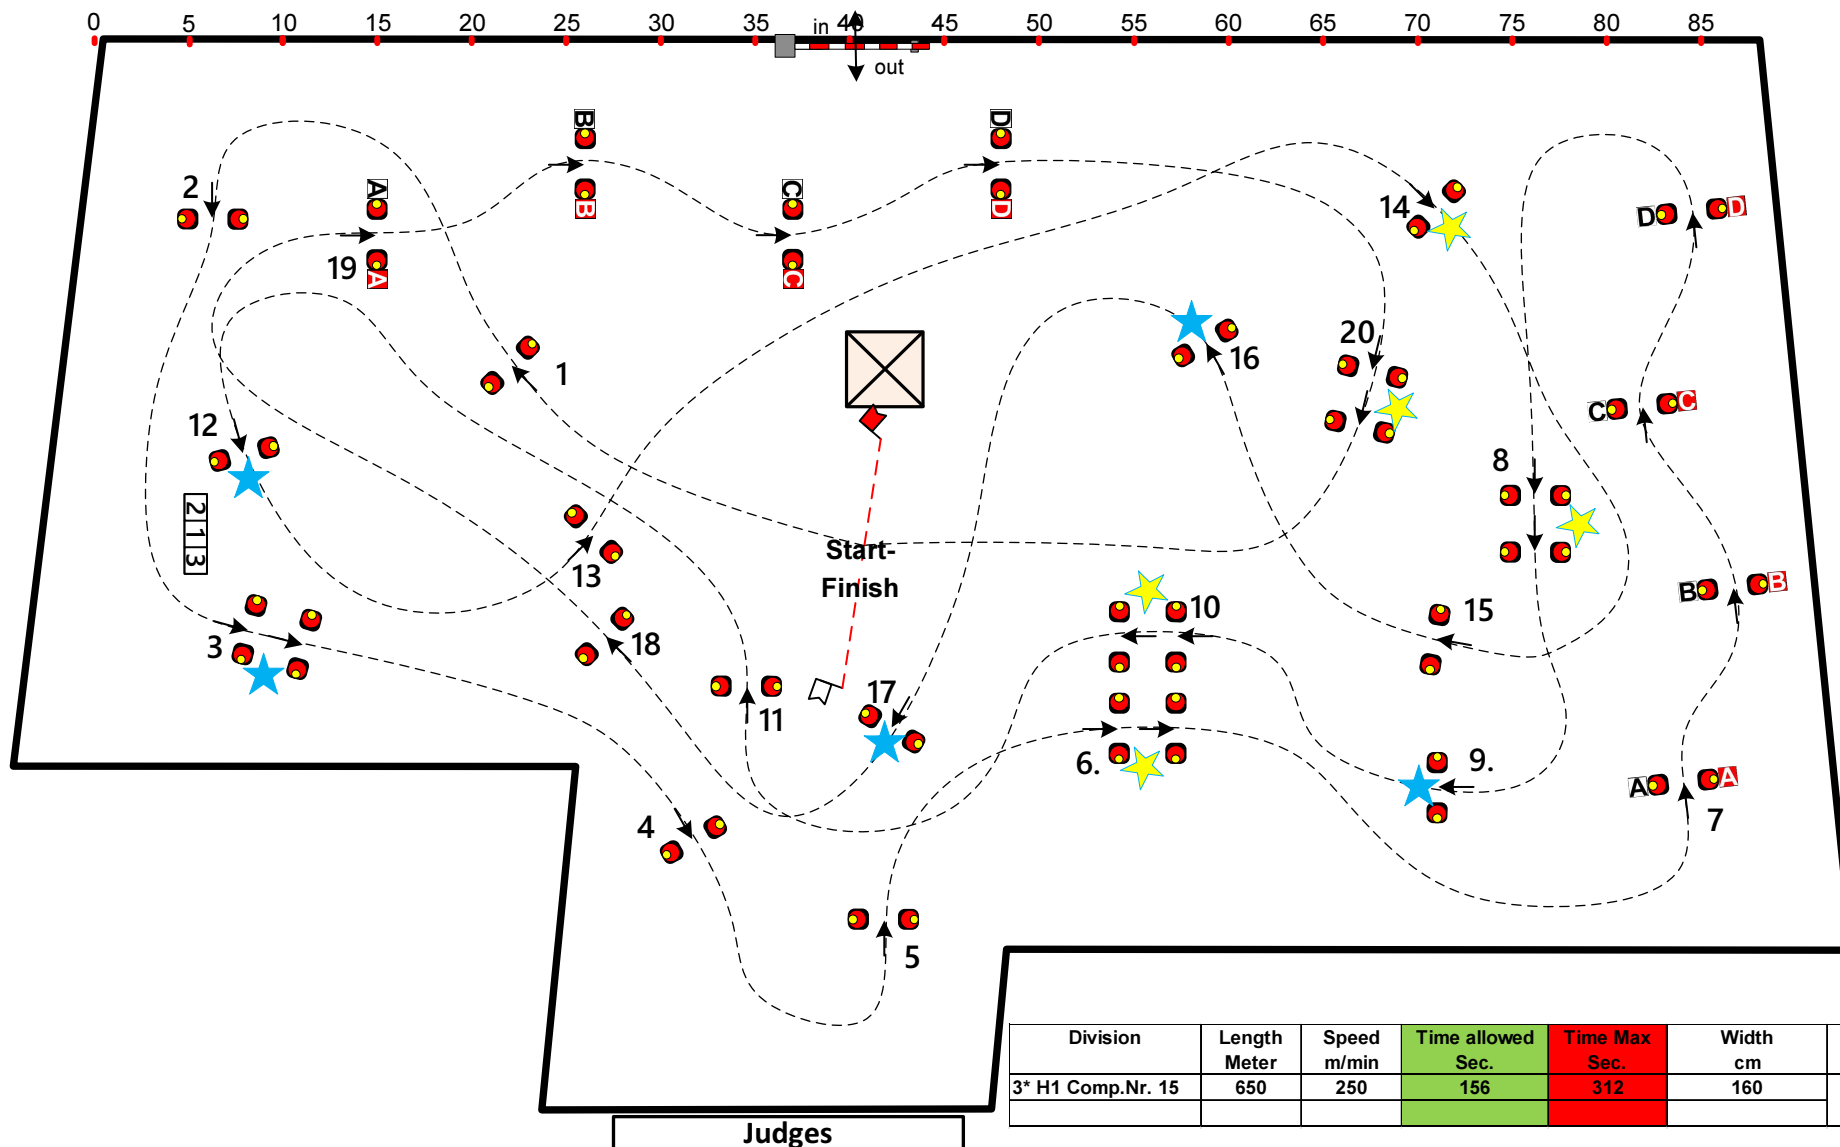 0 5 10 15 20 25 30 35 40 45 50 55 60 65 70 75 80 85
in
out
B D
2 A C 14 D D
B D
19 A C
20
1 16
C C
12
8
2 1 3
Start-
Finish
13 B B
10 15
3 18
17
11
6. 9.
A A
7
4
5
Division Length Speed Time allowed Time Max Width
Meter m/min Sec. Sec. cm
3* H1 Comp.Nr. 15 650 250 156 312 160
Judges